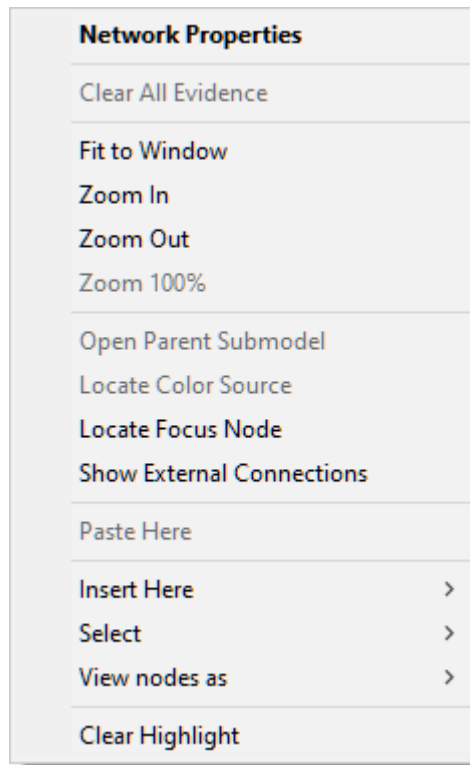 Network Properties
Clear All Evidence
Fit to Window
Zoom In
Zoom Out
Zoom 100%
Open Parent Submodel
Locate Color Source
Locate Focus Node
Show External Connections
Paste Here
Insert Here
Select
View nodes as
Clear Highlight